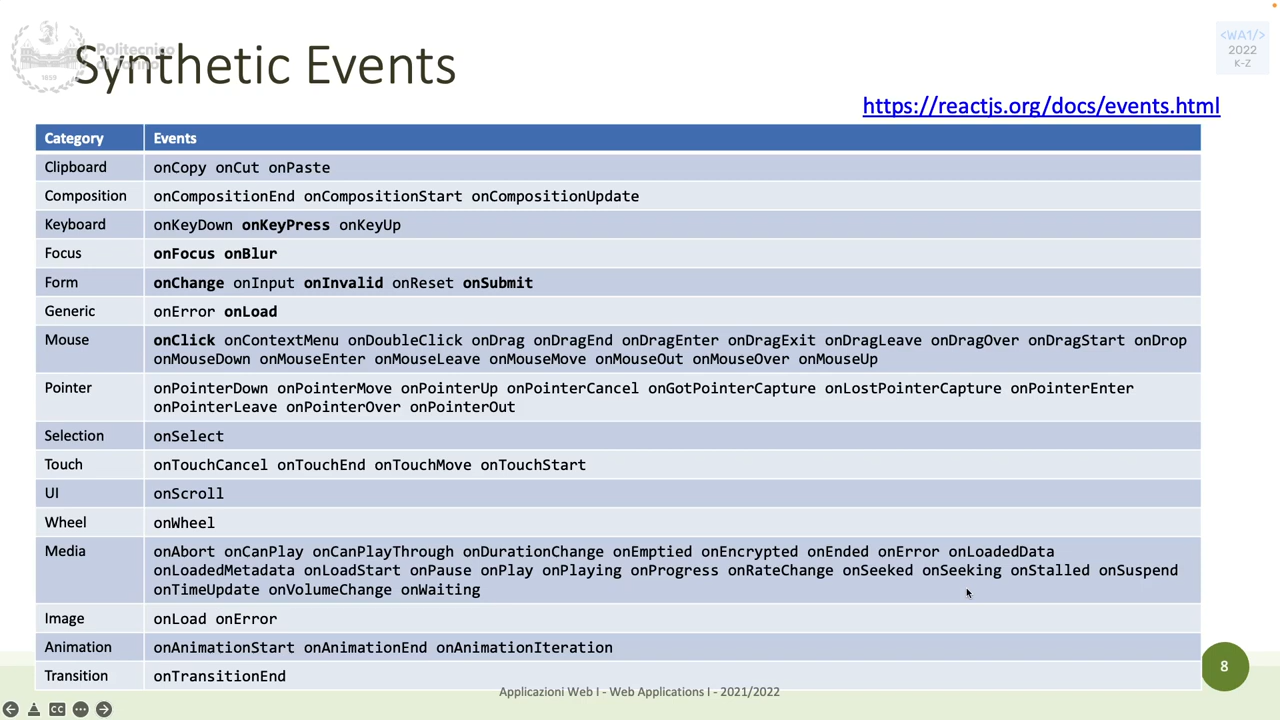 Politecnico
di Torino
1859
Synthetic Events
<WA1/>
2022
K-Z
https://reactjs.org/docs/events.html
Category Events
Clipboard onCopy onCut onPaste
Composition onCompositionEnd onCompositionStart onCompositionUpdate
Keyboard onKeyDown onKeyPress onKeyUp
Focus onFocus onBlur
Form onChange onInput onInvalid onReset onSubmit
Generic onError onLoad
Mouse onClick onContextMenu onDoubleClick onDrag onDragEnd onDragEnter onDragExit onDragLeave onDragOver onDragStart onDrop
onMouseDown onMouseEnter onMouseLeave onMouseMove onMouseOut onMouseOver onMouseUp
Pointer onPointerDown onPointerMove onPointerUp onPointerCancel onGotPointerCapture onLostPointerCapture onPointerEnter
onPointerLeave onPointerOver onPointerOut
Selection onSelect
Touch onTouchCancel onTouchEnd onTouchMove onTouchStart
UI onScroll
Wheel onWheel
Media onAbort onCanPlay onCanPlayThrough onDurationChange onEmptied onEncrypted onEnded onError onLoadedData
onLoadedMetadata onLoadStart onPause onPlay onPlaying onProgress onRateChange onSeeked onSeeking onStalled onSuspend
onTimeUpdate onVolumeChange onWaiting
Image onLoad onError
Animation onAnimationStart onAnimationEnd onAnimationIteration
Transition onTransitionEnd
8
Applicazioni Web I - Web Applications I - 2021/2022
CC